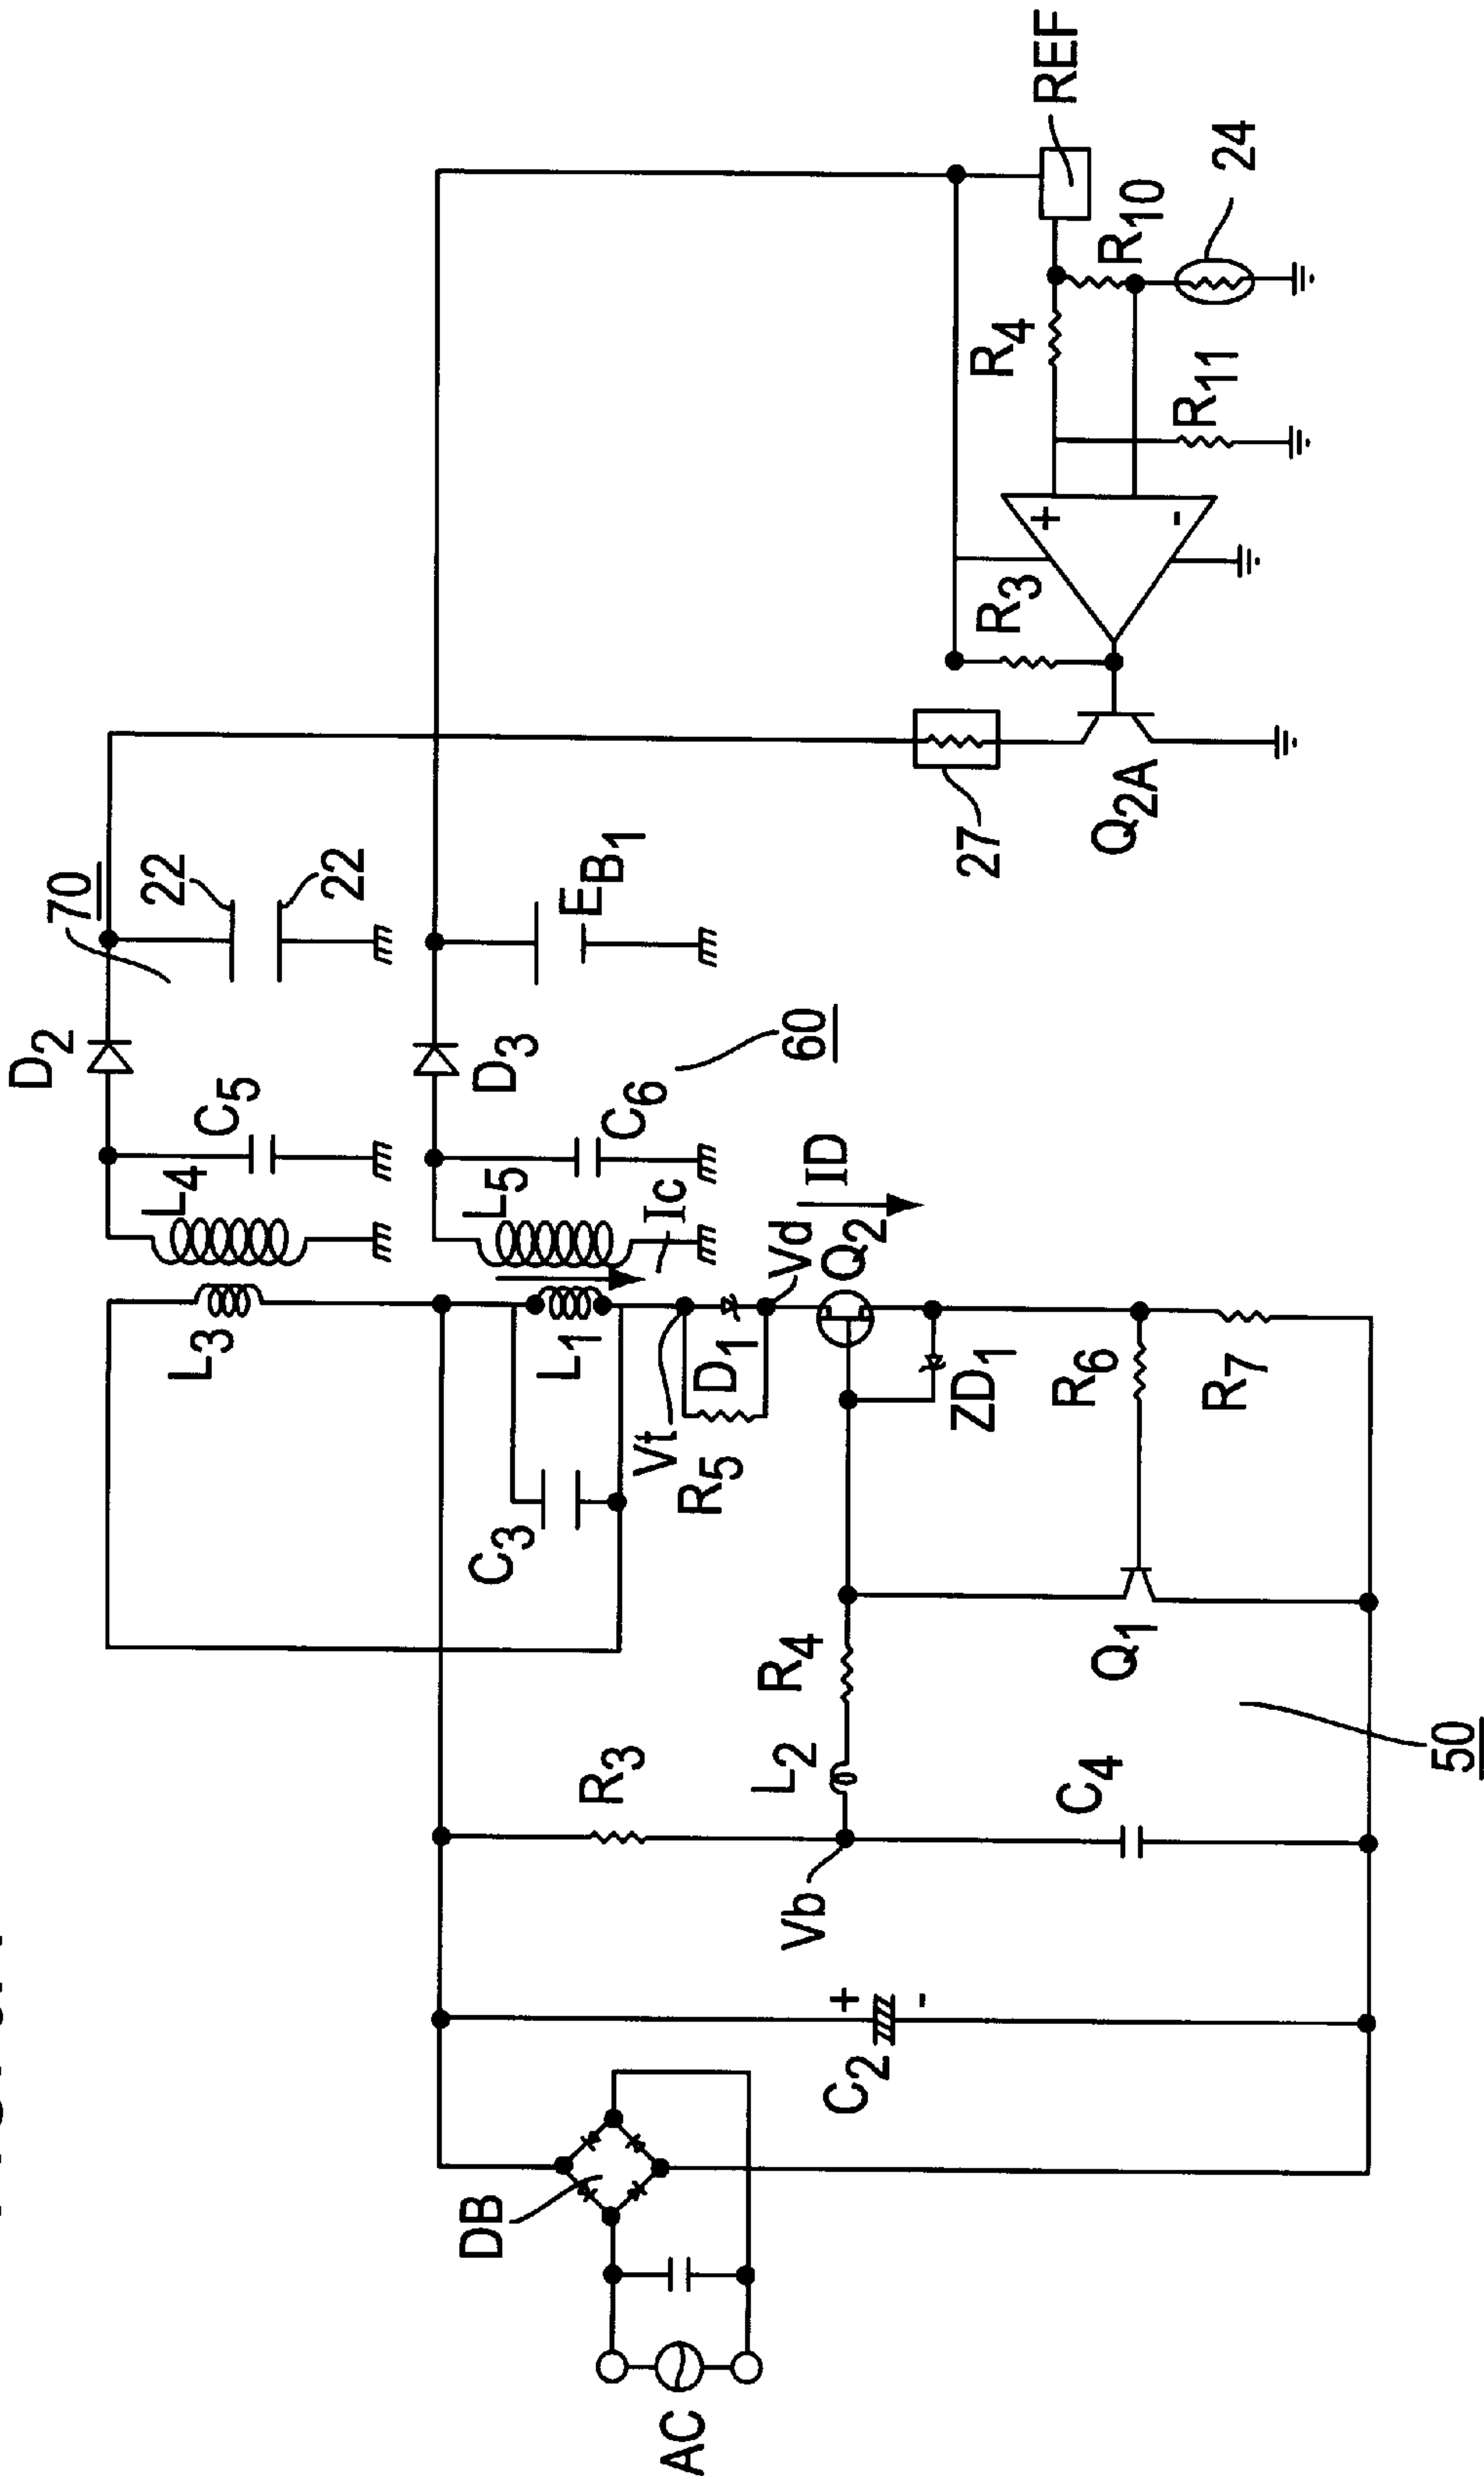 D2
70
22
22
L4
C5
L3
D3
EB1
L5
C6
60
Ic
L1
C3
Vt
D1
R5
Vd
Q2
ID
ZD1
R6
R7
R4
Q1
R3
L2
Vb
C4
50
+
C2
-
DB
AC
REF
R10
24
R4
R11
+
-
R3
27
Q2A